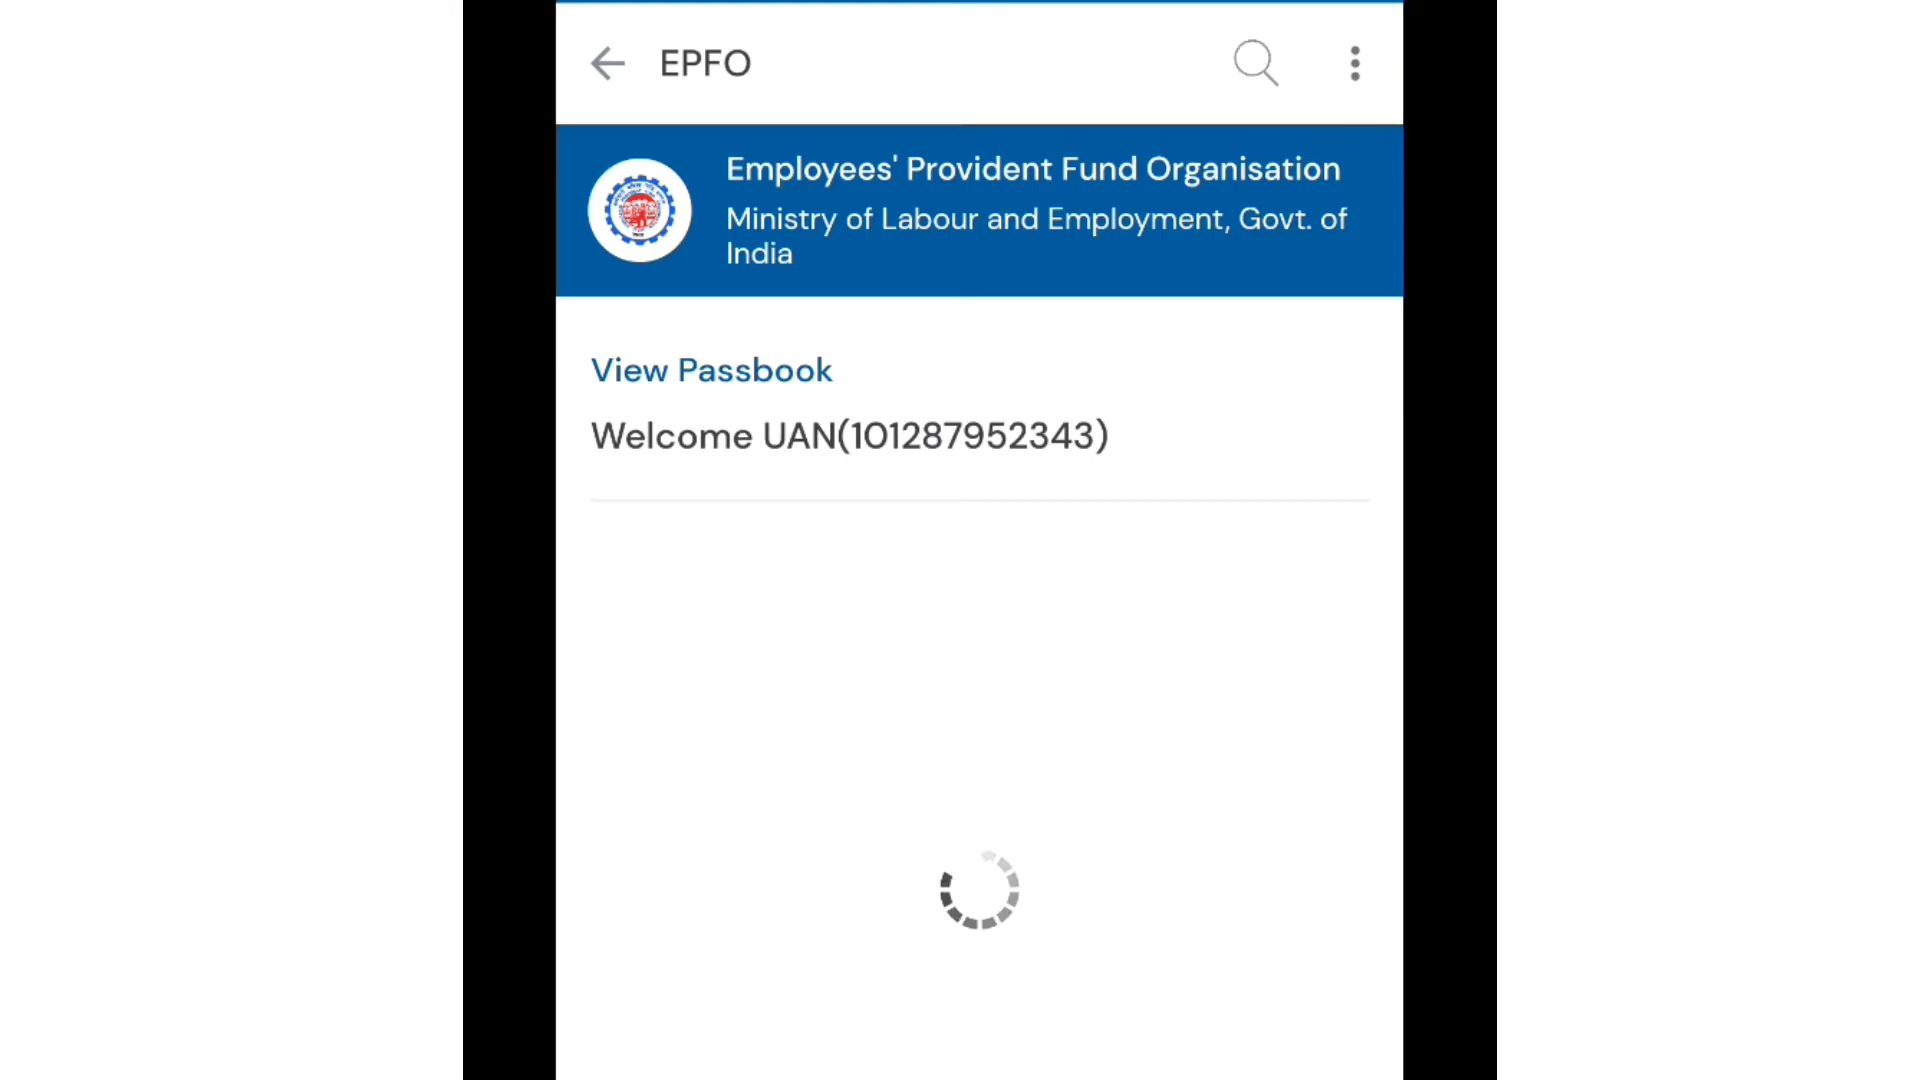 EPFO
Employees' Provident Fund Organisation
Ministry of Labour and Employment, Govt. of
India
View Passbook
Welcome UAN(101287952343)